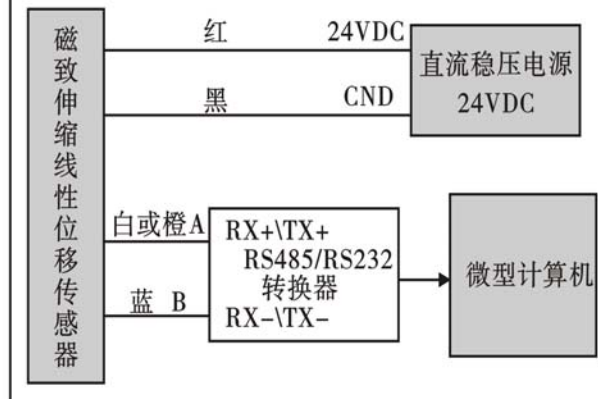 磁致伸缩线性位移传感器
红 24VDC
黑 CND
直流稳压电源
24VDC
白或橙A
蓝 B
RX+\TX+
RS485/RS232
转换器
RX-\TX-
微型计算机